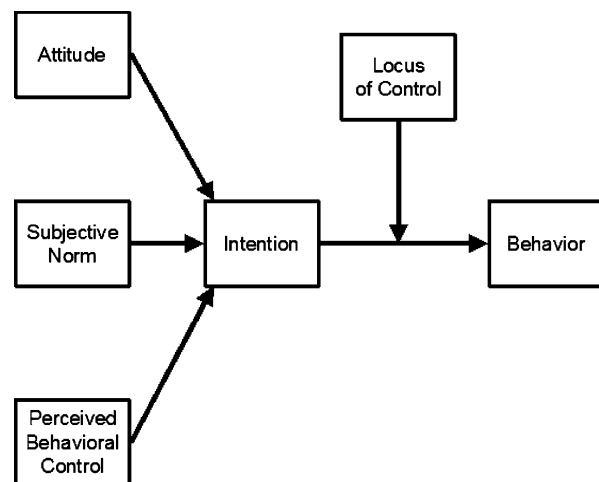 Attitude
Locus
of Control
Subjective
Norm
Intention
Behavior
Perceived
Behavioral
Control